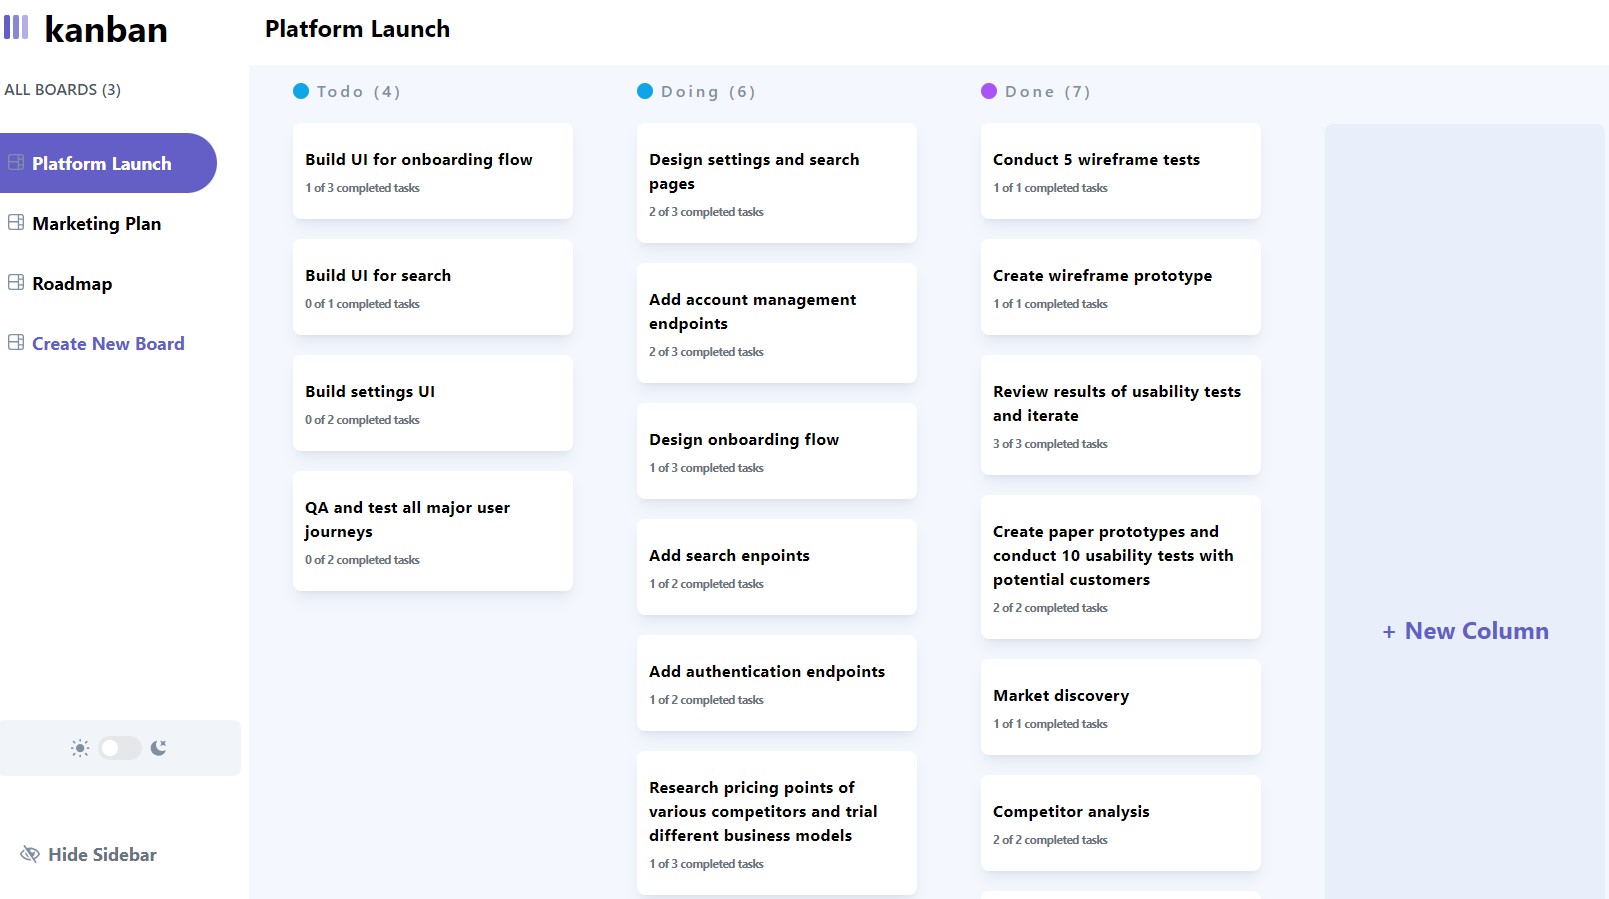 kanban
Platform Launch
ALL BOARDS (3)
Platform Launch
Marketing Plan
Roadmap
Create New Board
Hide Sidebar
Todo (4)
Build UI for onboarding flow
1 of 3 completed tasks
Build UI for search
0 of 1 completed tasks
Build settings UI
0 of 2 completed tasks
QA and test all major user
journeys
0 of 2 completed tasks
Doing (6)
Design settings and search
pages
2 of 3 completed tasks
Add account management
endpoints
2 of 3 completed tasks
Design onboarding flow
1 of 3 completed tasks
Add search enpoints
1 of 2 completed tasks
Add authentication endpoints
1 of 2 completed tasks
Research pricing points of
various competitors and trial
different business models
1 of 3 completed tasks
Done (7)
Conduct 5 wireframe tests
1 of 1 completed tasks
Create wireframe prototype
1 of 1 completed tasks
Review results of usability tests
and iterate
3 of 3 completed tasks
Create paper prototypes and
conduct 10 usability tests with
potential customers
2 of 2 completed tasks
Market discovery
1 of 1 completed tasks
Competitor analysis
2 of 2 completed tasks
+ New Column